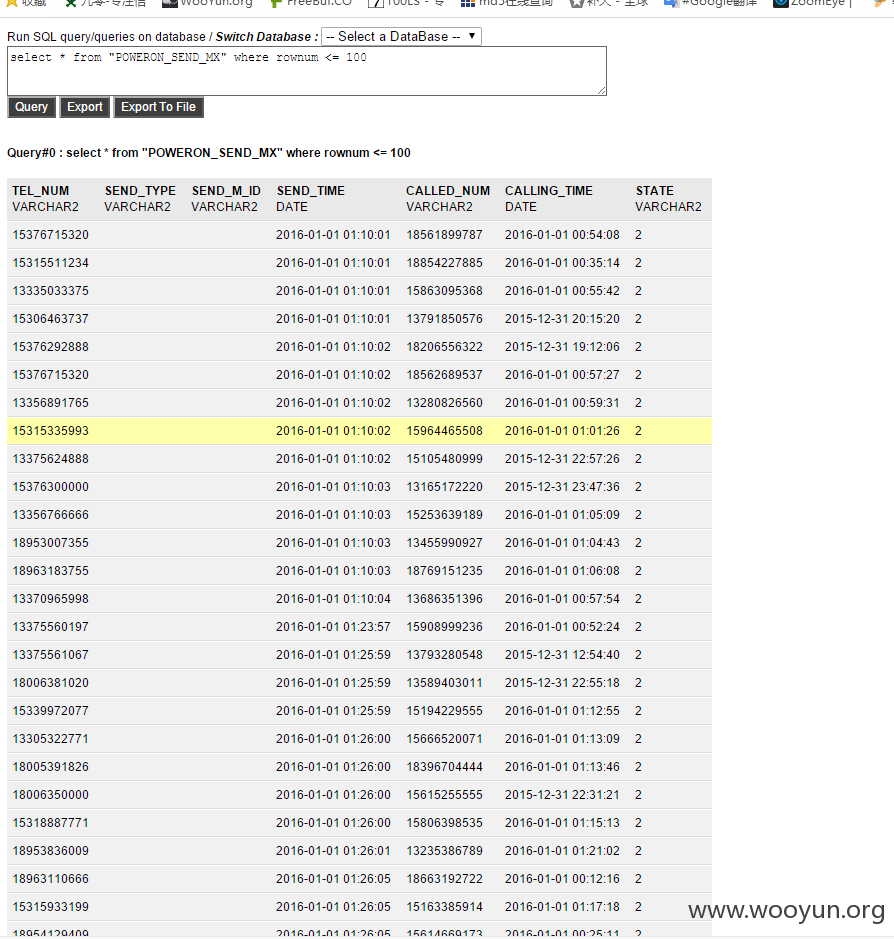 收藏 九零-专注信 WooYun.org FreeBuf.CO 100LS - 专 md5在线查询 补天 - 全球 #Google翻译 ZoomEye |
Run SQL query/queries on database / Switch Database : -- Select a DataBase --
select * from "POWERON_SEND_MX" where rownum <= 100
Query Export Export To File
Query#0 : select * from "POWERON_SEND_MX" where rownum <= 100
TEL_NUM SEND_TYPE SEND_M_ID SEND_TIME CALLED_NUM CALLING_TIME STATE
VARCHAR2 VARCHAR2 VARCHAR2 DATE VARCHAR2 DATE VARCHAR2
15376715320 2016-01-01 01:10:01 18561899787 2016-01-01 00:54:08 2
15315511234 2016-01-01 01:10:01 18854227885 2016-01-01 00:35:14 2
13335033375 2016-01-01 01:10:01 15863095368 2016-01-01 00:55:42 2
15306463737 2016-01-01 01:10:01 13791850576 2015-12-31 20:15:20 2
15376292888 2016-01-01 01:10:02 18206556322 2015-12-31 19:12:06 2
15376715320 2016-01-01 01:10:02 18562689537 2016-01-01 00:57:27 2
13356891765 2016-01-01 01:10:02 13280826560 2016-01-01 00:59:31 2
15315335993 2016-01-01 01:10:02 15964465508 2016-01-01 01:01:26 2
13375624888 2016-01-01 01:10:02 15105480999 2015-12-31 22:57:26 2
15376300000 2016-01-01 01:10:03 13165172220 2015-12-31 23:47:36 2
13356766666 2016-01-01 01:10:03 15253639189 2016-01-01 01:05:09 2
18953007355 2016-01-01 01:10:03 13455990927 2016-01-01 01:04:43 2
18963183755 2016-01-01 01:10:03 18769151235 2016-01-01 01:06:08 2
13370965998 2016-01-01 01:10:04 13686351396 2016-01-01 00:57:54 2
13375560197 2016-01-01 01:23:57 15908999236 2016-01-01 00:52:24 2
13375561067 2016-01-01 01:25:59 13793280548 2015-12-31 12:54:40 2
18006381020 2016-01-01 01:25:59 13589403011 2015-12-31 22:55:18 2
15339972077 2016-01-01 01:25:59 15194229555 2016-01-01 01:12:55 2
13305322771 2016-01-01 01:26:00 15666520071 2016-01-01 01:13:09 2
18005391826 2016-01-01 01:26:00 18396704444 2016-01-01 01:13:46 2
18006350000 2016-01-01 01:26:00 15615255555 2015-12-31 22:31:21 2
15318887771 2016-01-01 01:26:00 15806398535 2016-01-01 01:15:13 2
18953836009 2016-01-01 01:26:01 13235386789 2016-01-01 01:21:02 2
18963110666 2016-01-01 01:26:05 18663192722 2016-01-01 00:12:16 2
15315933199 2016-01-01 01:26:05 15163385914 2016-01-01 01:17:18 2
18954129409 2016-01-01 01:26:05 15614669173 2016-01-01 00:25:11 2
www.wooyun.org